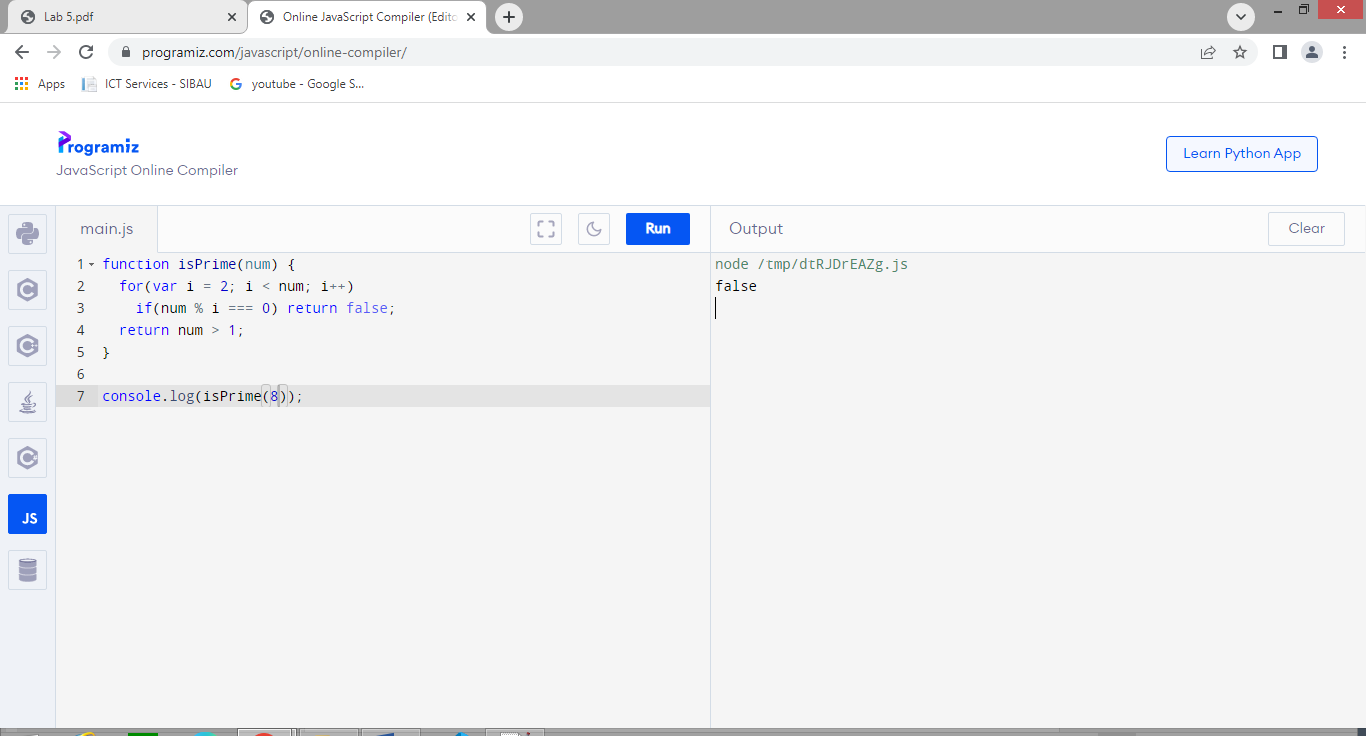 Lab 5.pdf
Online JavaScript Compiler (Edito
programiz.com/javascript/online-compiler/
Apps
ICT Services - SIBAU
youtube - Google S...
Programiz
JavaScript Online Compiler
Learn Python App
main.js
Run
Output
Clear
1 function isPrime(num) {
2 for(var i = 2; i < num; i++)
3 if(num % i === 0) return false;
4 return num > 1;
5 }
6
7 console.log(isPrime(8));
node /tmp/dtRJDrEAZg.js
false
JS